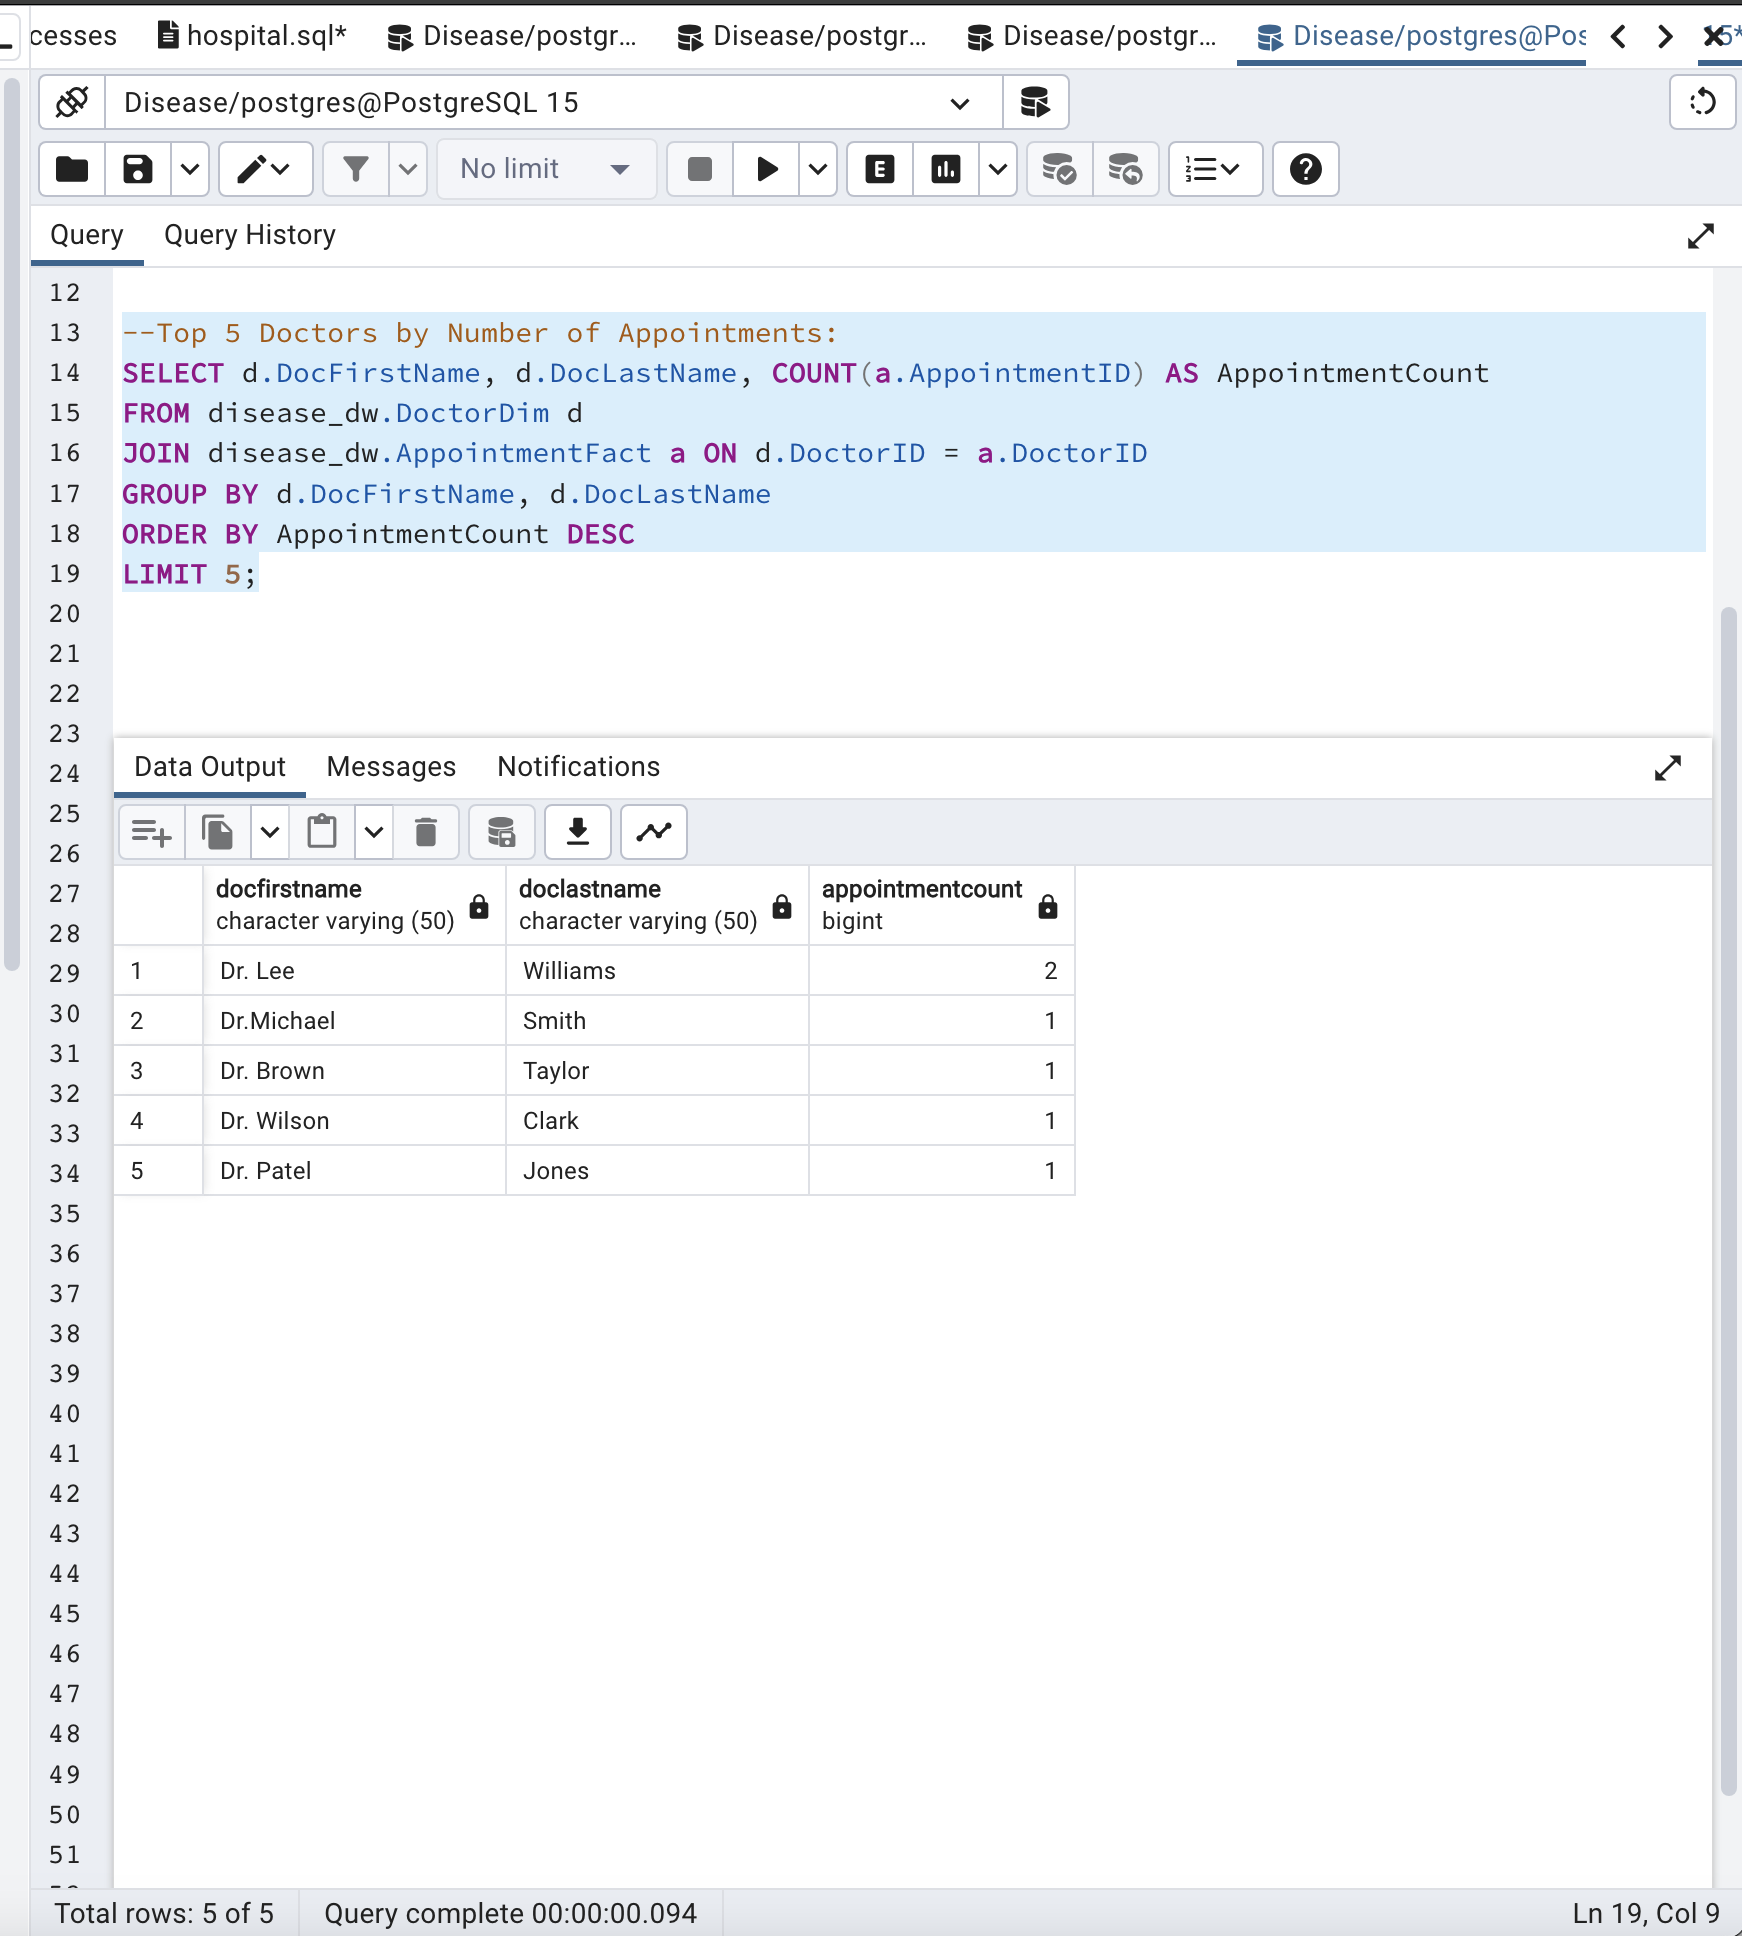 cesses hospital.sql* Disease/postgr... Disease/postgr... Disease/postgr... Disease/postgres@Pos 5*
Disease/postgres@PostgreSQL 15
No limit
Query Query History
12
13 --Top 5 Doctors by Number of Appointments:
14 SELECT d.DocFirstName, d.DocLastName, COUNT(a.AppointmentID) AS AppointmentCount
15 FROM disease_dw.DoctorDim d
16 JOIN disease_dw.AppointmentFact a ON d.DoctorID = a.DoctorID
17 GROUP BY d.DocFirstName, d.DocLastName
18 ORDER BY AppointmentCount DESC
19 LIMIT 5;
20
21
22
23
24
25
26
27
28
29
30
31
32
33
34
35
36
37
38
39
40
41
42
43
44
45
46
47
48
49
50
51
Data Output Messages Notifications
docfirstname doclastname appointmentcount
character varying (50) character varying (50) bigint
1 Dr. Lee Williams 2
2 Dr.Michael Smith 1
3 Dr. Brown Taylor 1
4 Dr. Wilson Clark 1
5 Dr. Patel Jones 1
Total rows: 5 of 5 Query complete 00:00:00.094 Ln 19, Col 9